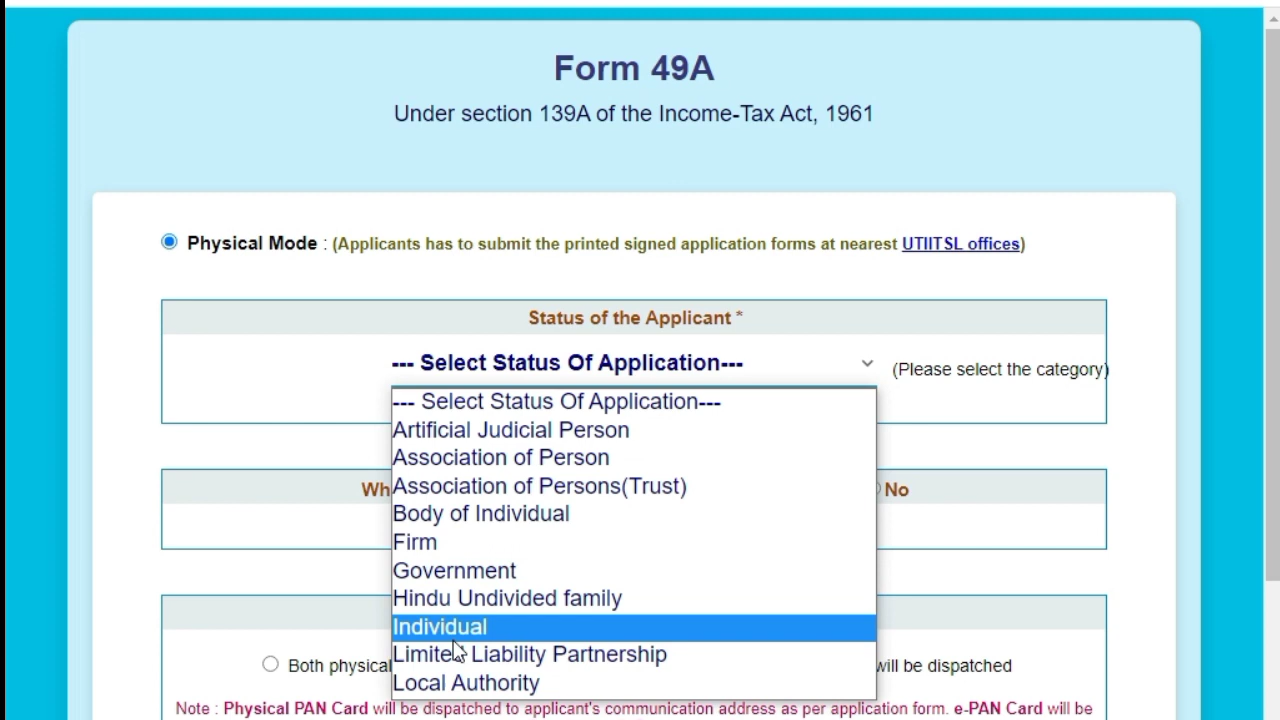 Form 49A
Under section 139A of the Income-Tax Act, 1961
Physical Mode : (Applicants has to submit the printed signed application forms at nearest UTIITSL offices)
Status of the Applicant *
--- Select Status Of Application---
(Please select the category)
--- Select Status Of Application---
Artificial Judicial Person
Association of Person
Association of Persons(Trust)
Body of Individual
Firm
Government
Hindu Undivided family
Individual
Limited Liability Partnership
Local Authority
No
Both physical
will be dispatched
Note : Physical PAN Card will be dispatched to applicant's communication address as per application form. e-PAN Card will be